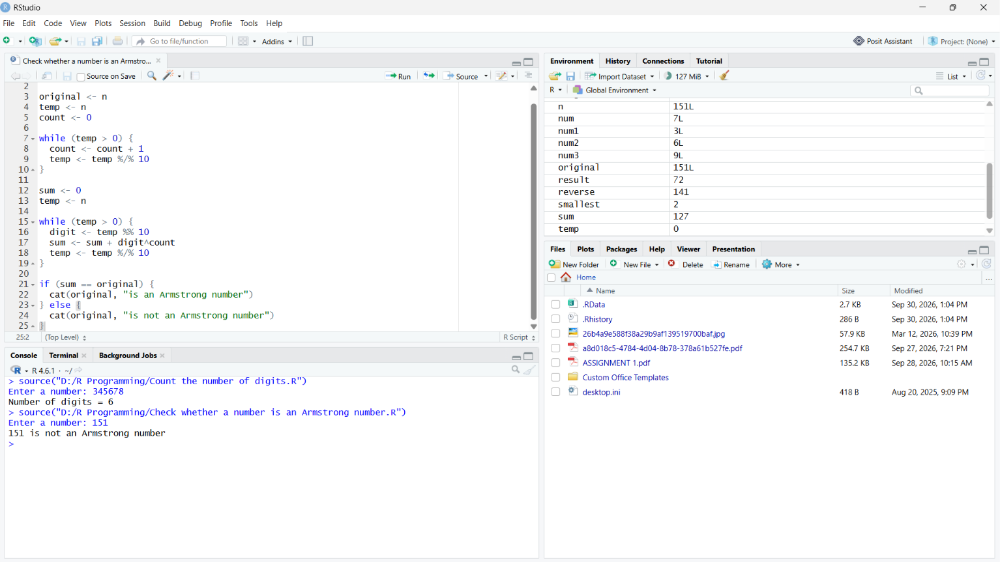 RStudio
File Edit Code View Plots Session Build Debug Profile Tools Help
Go to file/function Addins Posit Assistant Project: (None)
Check whether a number is an Armstro...
Source on Save Run Source
2
3 original <- n
4 temp <- n
5 count <- 0
6
7 while (temp > 0) {
8 count <- count + 1
9 temp <- temp %/% 10
10 }
11
12 sum <- 0
13 temp <- n
14
15 while (temp > 0) {
16 digit <- temp %% 10
17 sum <- sum + digit^count
18 temp <- temp %/% 10
19 }
20
21 if (sum == original) {
22 cat(original, "is an Armstrong number")
23 } else {
24 cat(original, "is not an Armstrong number")
25 }
25:2 (Top Level) R Script
Console Terminal Background Jobs
R 4.6.1 · ~/
> source("D:/R Programming/Count the number of digits.R")
Enter a number: 345678
Number of digits = 6
> source("D:/R Programming/Check whether a number is an Armstrong number.R")
Enter a number: 151
151 is not an Armstrong number
>
Environment History Connections Tutorial
Import Dataset 127 MiB List
R Global Environment
n 151L
num 7L
num1 3L
num2 6L
num3 9L
original 151L
result 72
reverse 141
smallest 2
sum 127
temp 0
Files Plots Packages Help Viewer Presentation
New Folder New File Delete Rename More
Home ...
Name Size Modified
.RData 2.7 KB Sep 30, 2026, 1:04 PM
.Rhistory 286 B Sep 30, 2026, 1:04 PM
26b4a9e588f38a29b9af139519700baf.jpg 57.9 KB Mar 12, 2026, 10:39 PM
a8d018c5-4784-4d04-8b78-378a61b527fe.pdf 254.7 KB Sep 27, 2026, 7:21 PM
ASSIGNMENT 1.pdf 135.2 KB Sep 28, 2026, 10:15 AM
Custom Office Templates
desktop.ini 418 B Aug 20, 2025, 9:09 PM